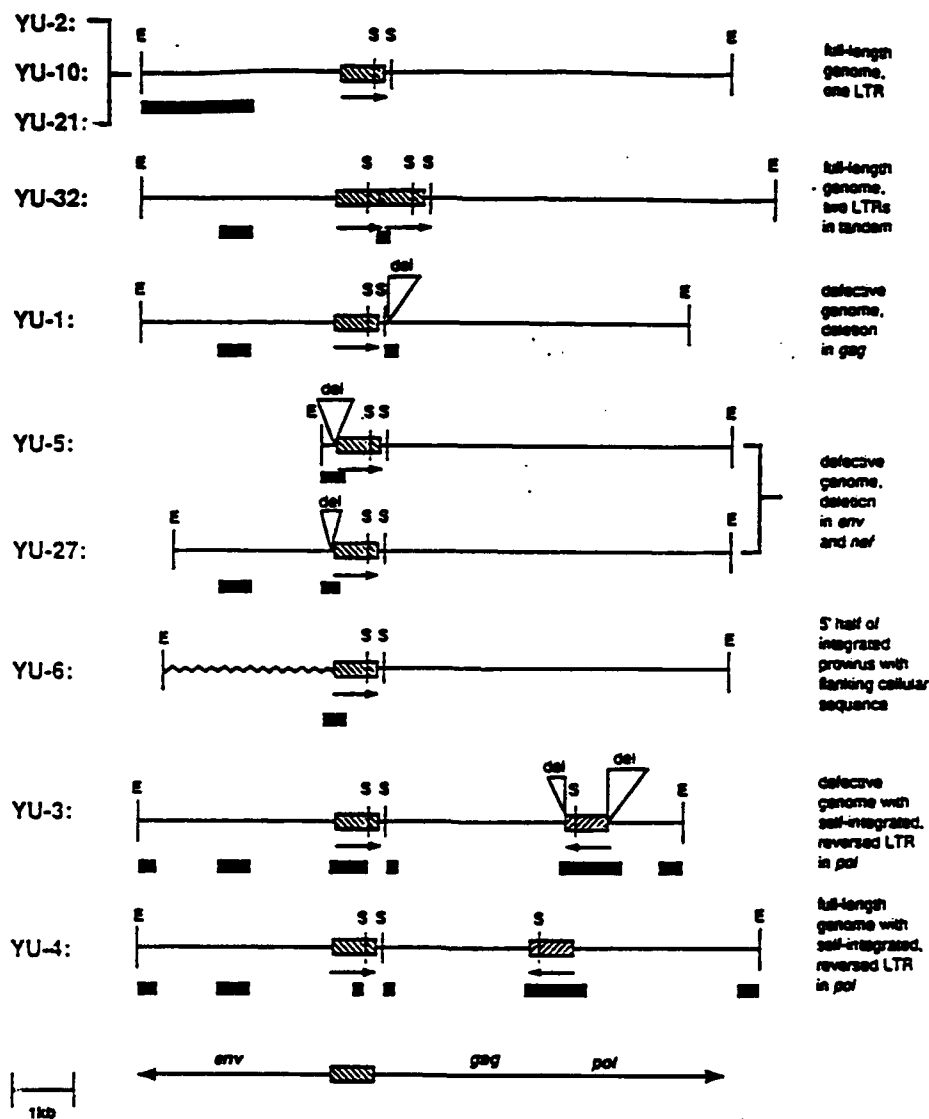 YU-2:
YU-10:
YU-21:
E
S S
E
full-length
genome,
one LTR
YU-32:
E
S
S S
E
full-length
genome,
two LTRs
in tandem
YU-1:
E
S S
del
E
defective
genome,
deletion
in gag
YU-5:
E
del
S S
E
YU-27:
E
del
S S
E
defective
genome,
deletion
in env
and nef
YU-6:
E
S S
E
5' half of
integrated
provirus with
flanking cellular
sequence
YU-3:
E
S S
del
S
del
E
defective
genome with
self-integrated,
reversed LTR
in pol
YU-4:
E
S S
S
E
full-length
genome with
self-integrated,
reversed LTR
in pol
env
gag
pol
1kb